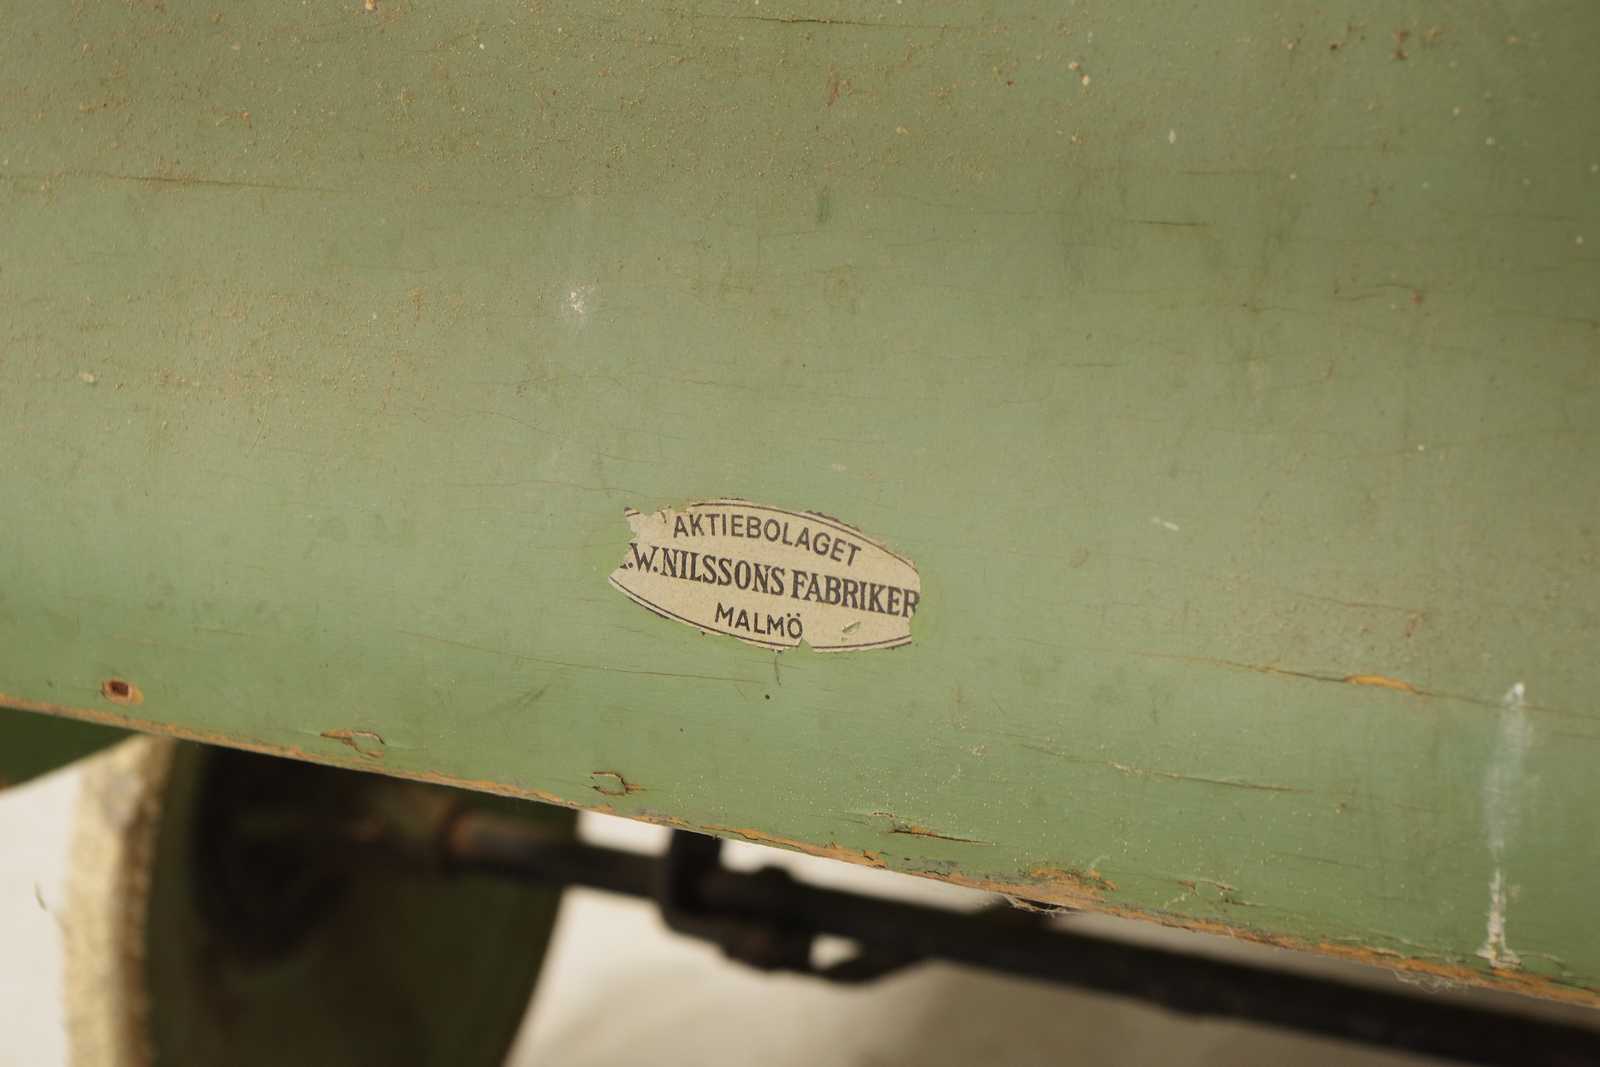 AKTIEBOLAGET
.W.NILSSONS FABRIKER
MALMÖ